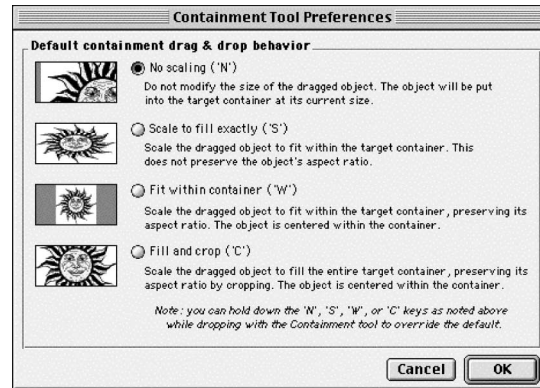 Containment Tool Preferences
Default containment drag & drop behavior
No scaling ('N')
Do not modify the size of the dragged object. The object will be put
into the target container at its current size.
Scale to fill exactly ('S')
Scale the dragged object to fit within the target container. This
does not preserve the object's aspect ratio.
Fit within container ('W')
Scale the dragged object to fit within the target container, preserving its
aspect ratio. The object is centered within the container.
Fill and crop ('C')
Scale the dragged object to fill the entire target container, preserving its
aspect ratio by cropping. The object is centered within the container.
Note: you can hold down the 'N', 'S', 'W', or 'C' keys as noted above
while dropping with the Containment tool to override the default.
Cancel OK